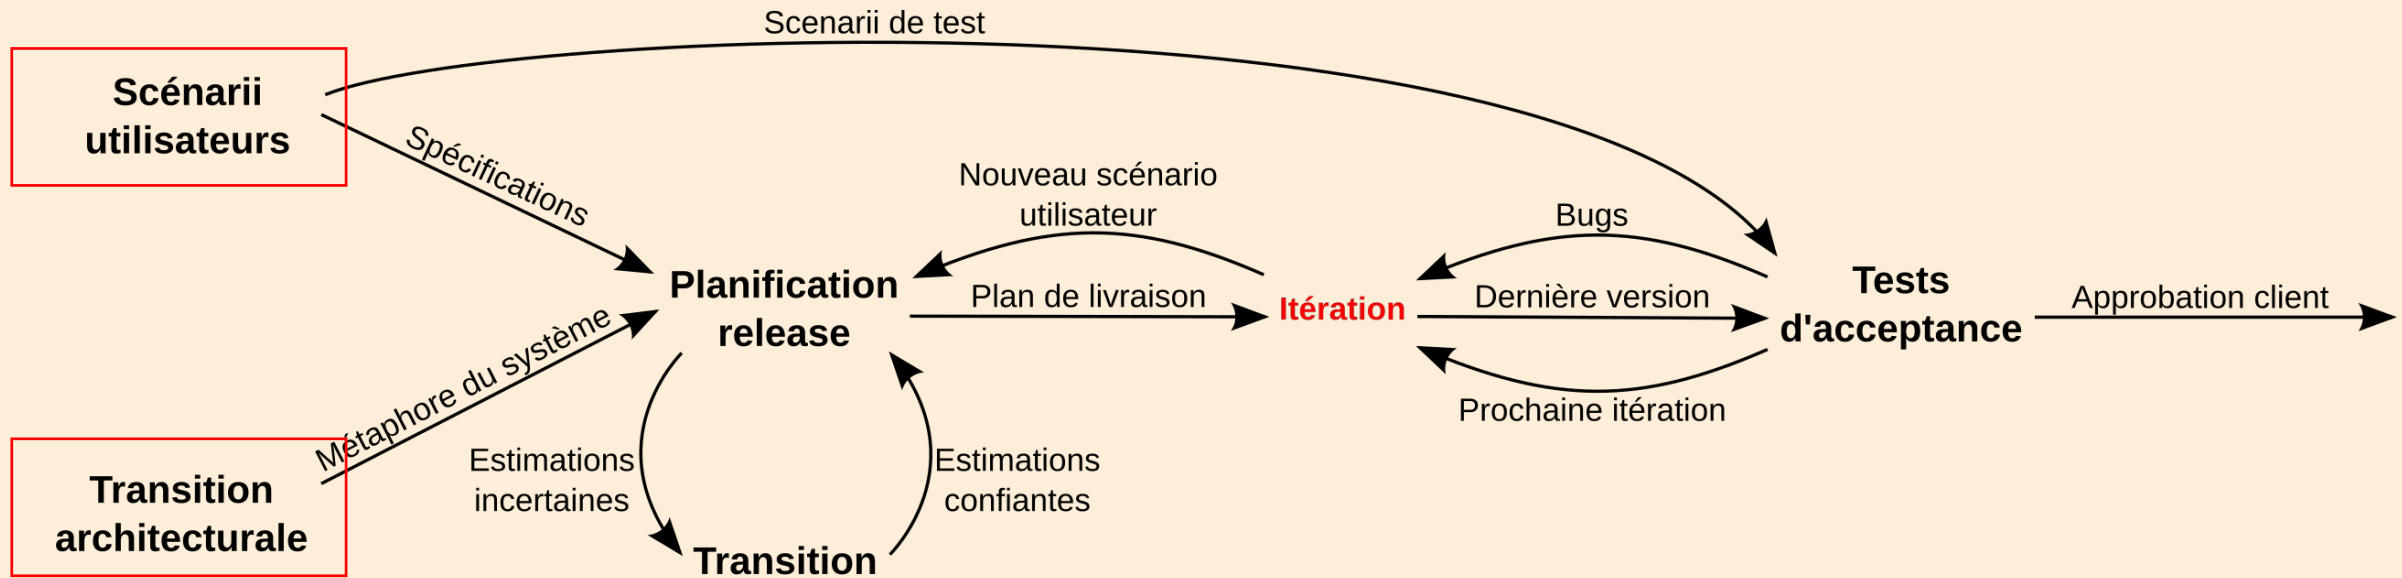 Scenarii de test
Scénarii
utilisateurs
Spécifications
Nouveau scénario
utilisateur
Bugs
Planification
release
Plan de livraison
Itération
Dernière version
Tests
d'acceptance
Approbation client
Métaphore du système
Prochaine itération
Estimations
incertaines
Estimations
confiantes
Transition
architecturale
Transition